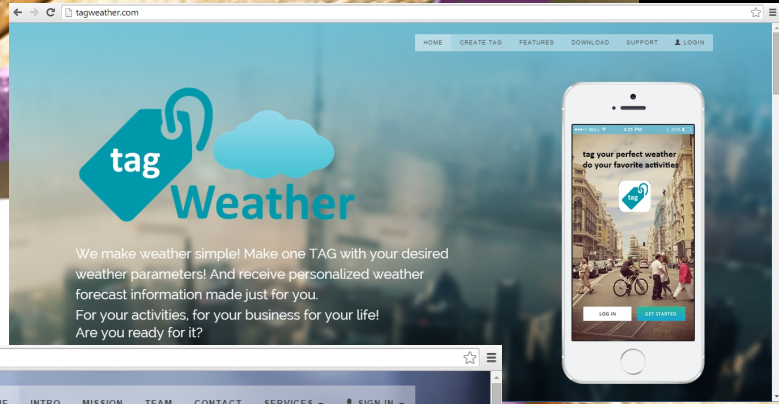 tagweather.com
HOME CREATE TAG FEATURES DOWNLOAD SUPPORT LOGIN
tag
Weather
We make weather simple! Make one TAG with your desired
weather parameters! And receive personalized weather
forecast information made just for you.
For your activities, for your business for your life!
Are you ready for it?
4:21 PM
tag your perfect weather
do your favorite activities
tag
LOG IN
GET STARTED
INTRO MISSION TEAM CONTACT SERVICES SIGN IN